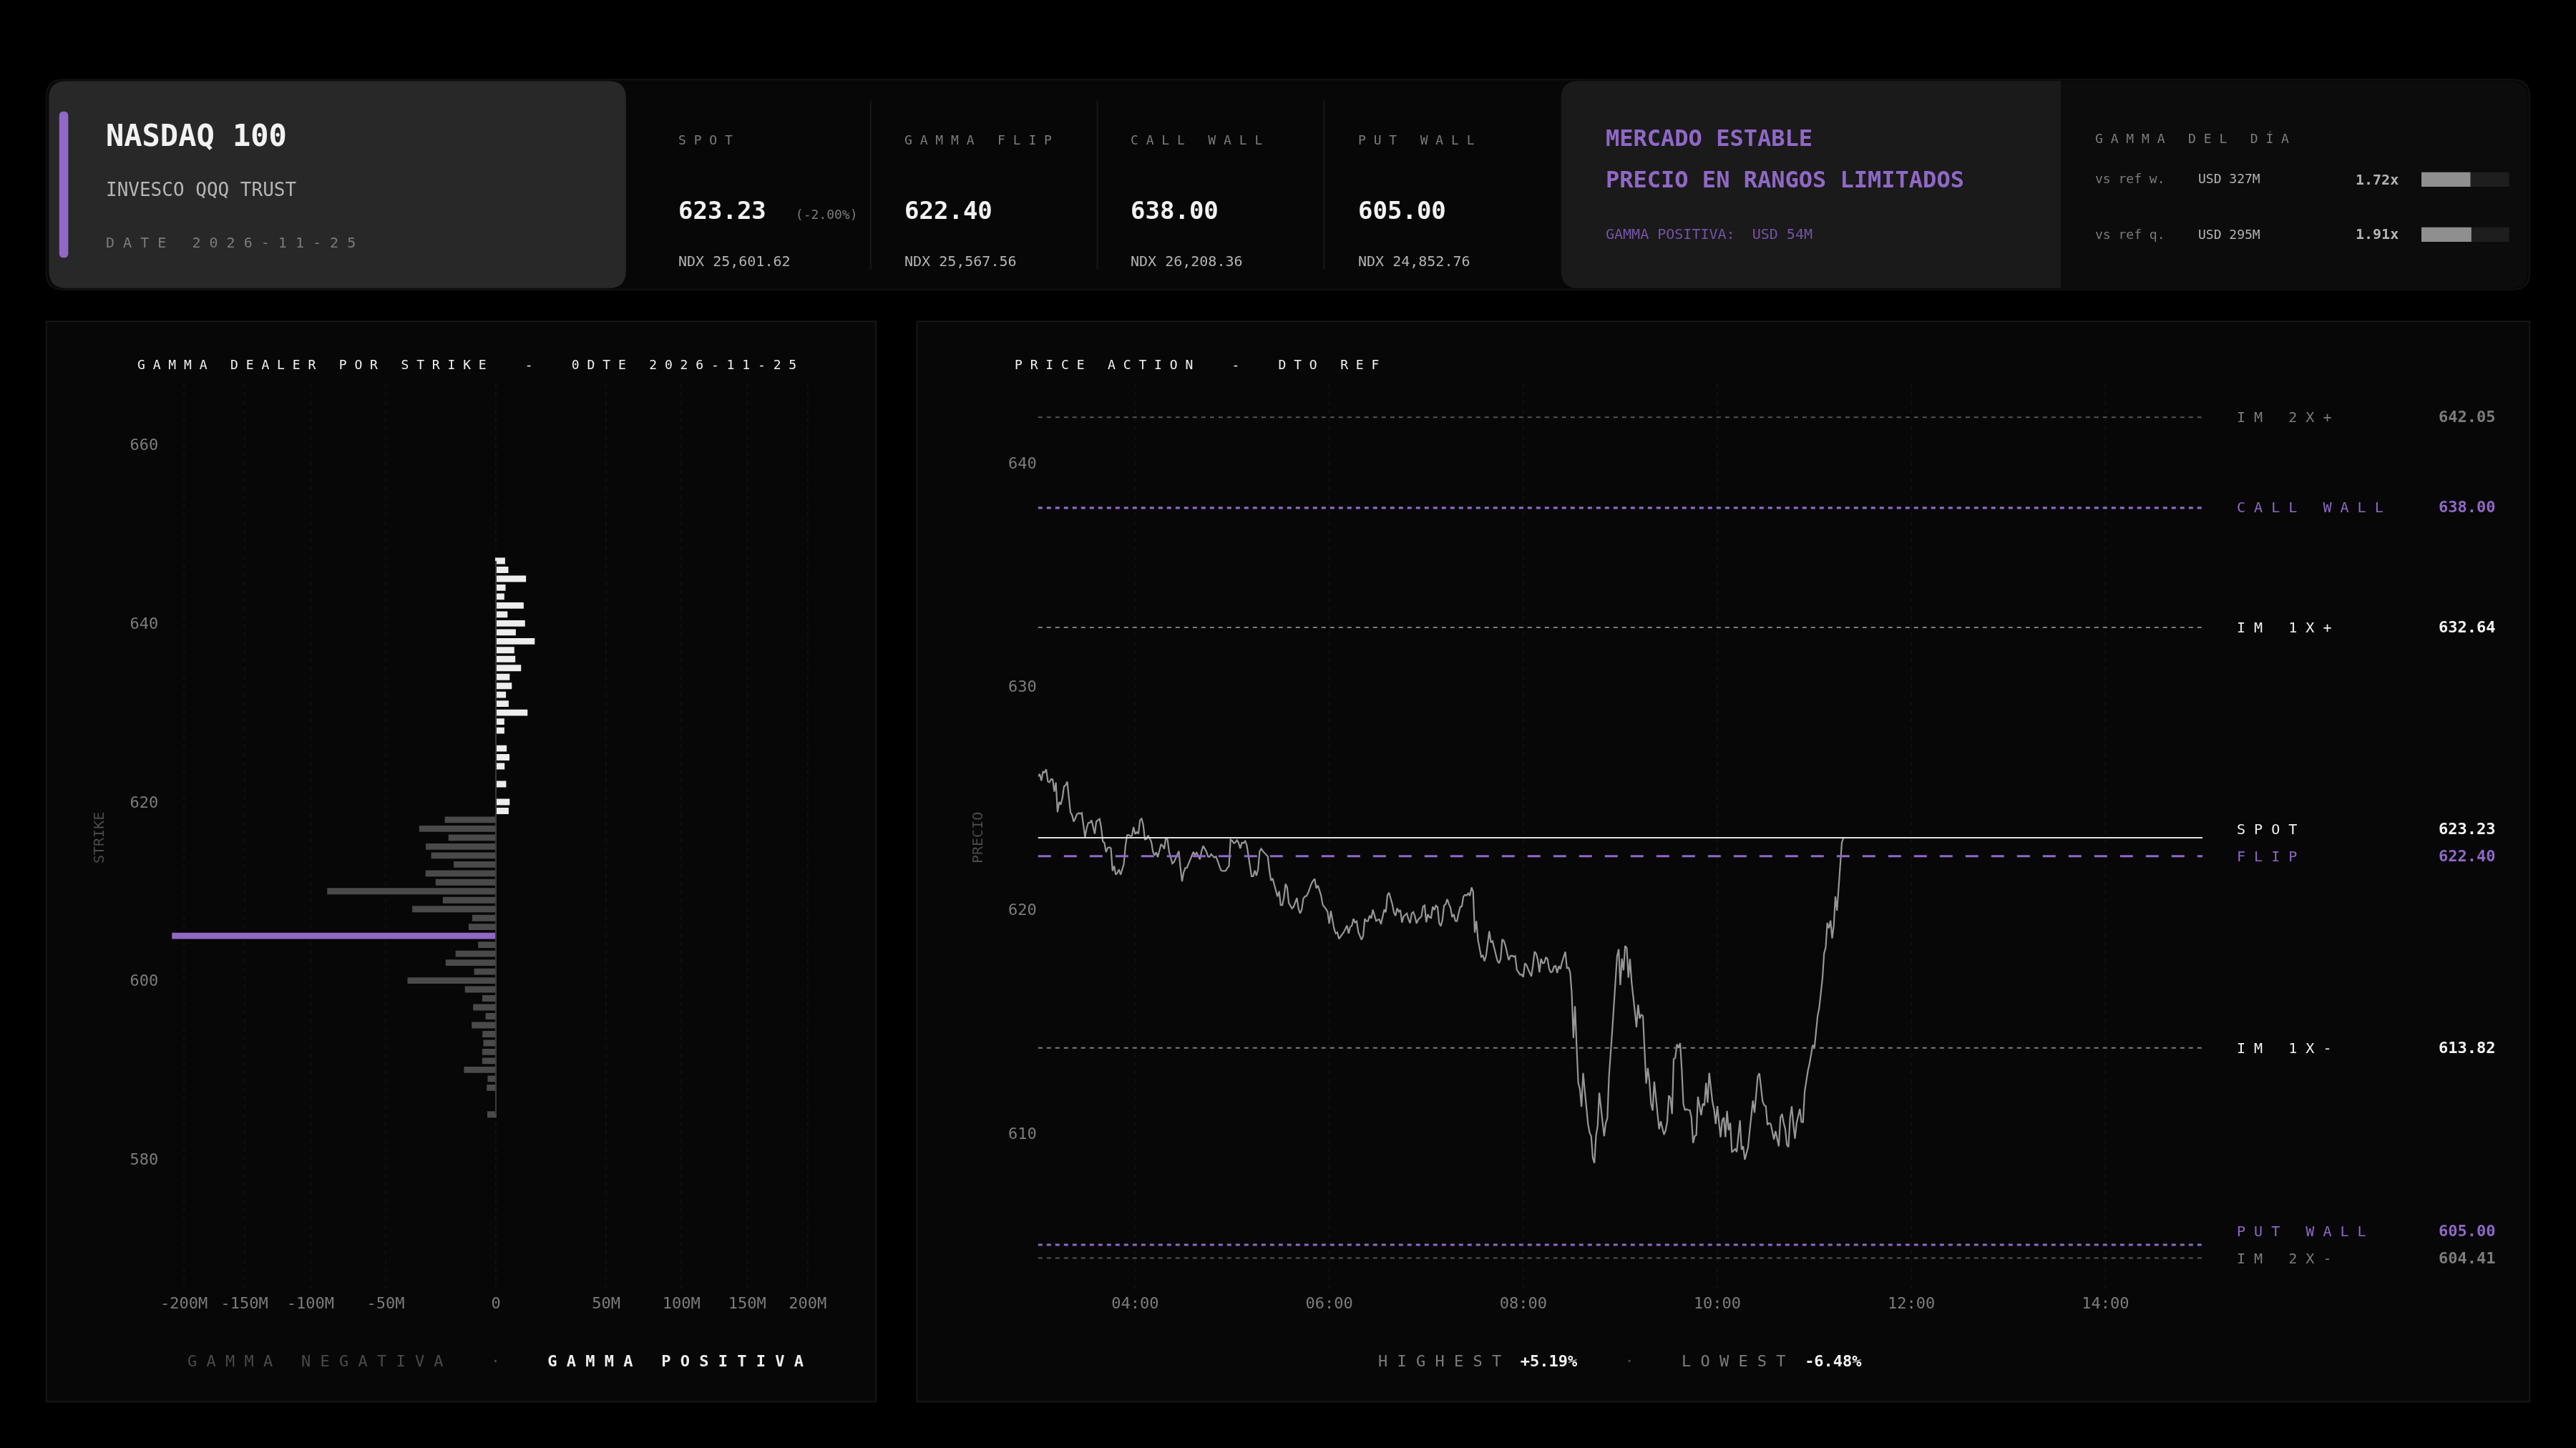 NASDAQ 100
INVESCO QQQ TRUST
DATE 2026-11-25
SPOT
623.23 (-2.00%)
NDX 25,601.62
GAMMA FLIP
622.40
NDX 25,567.56
CALL WALL
638.00
NDX 26,208.36
PUT WALL
605.00
NDX 24,852.76
MERCADO ESTABLE
PRECIO EN RANGOS LIMITADOS
GAMMA POSITIVA: USD 54M
GAMMA DEL DÍA
vs ref w. USD 327M 1.72x
vs ref q. USD 295M 1.91x
GAMMA DEALER POR STRIKE - 0DTE 2026-11-25
660
640
620
600
580
STRIKE
-200M -150M -100M -50M 0 50M 100M 150M 200M
GAMMA NEGATIVA · GAMMA POSITIVA
PRICE ACTION - DTO REF
640
630
620
610
PRECIO
IM 2X+ 642.05
CALL WALL 638.00
IM 1X+ 632.64
SPOT 623.23
FLIP 622.40
IM 1X- 613.82
PUT WALL 605.00
IM 2X- 604.41
04:00 06:00 08:00 10:00 12:00 14:00
HIGHEST +5.19% · LOWEST -6.48%